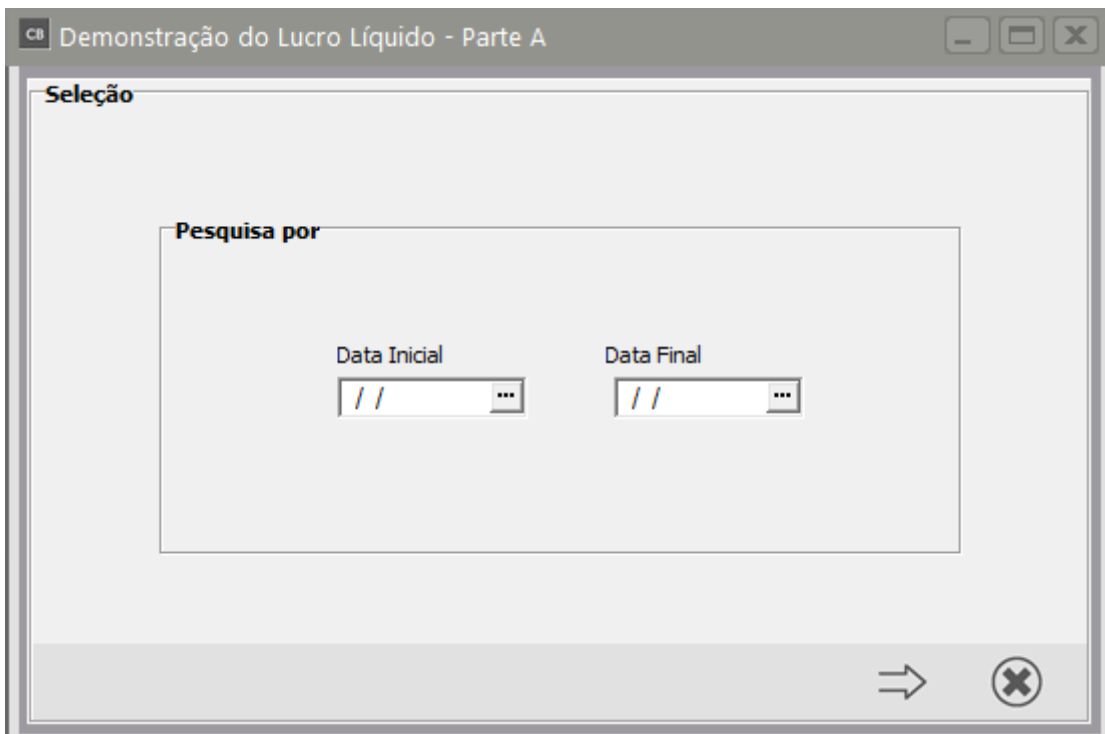 CB Demonstração do Lucro Líquido - Parte A
Seleção
Pesquisa por
Data Inicial Data Final
/ / ... / / ...